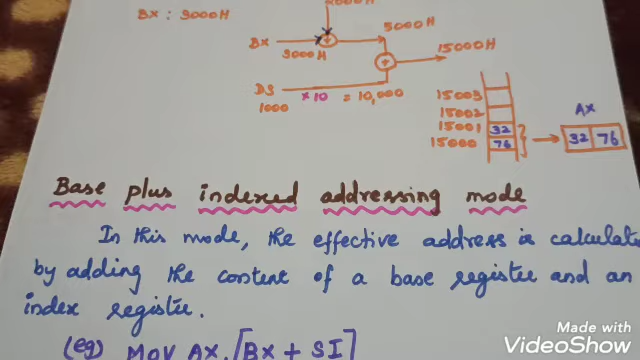 2000H
BX : 3000H
5000H
BX
3000H
15000H
DS
×10 = 10,000
1000
15003
15002
AX
15001 32
32 76
15000 76
Base plus indexed addressing mode
In this mode, the effective address is calculate
by adding the content of a base register and an
index register.
(eg) MOV AX, [BX + SI]
Made with
VideoShow